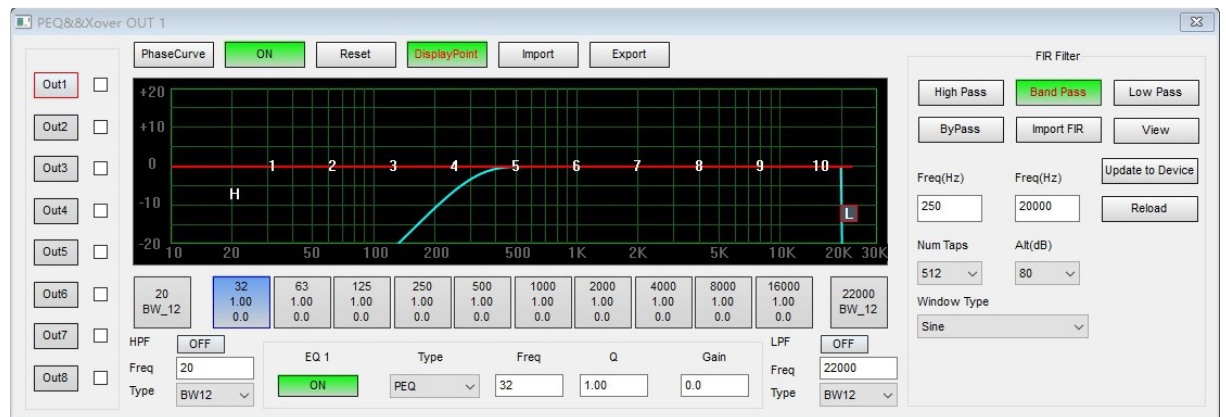 PEQ&&Xover OUT 1
PhaseCurve ON Reset DisplayPoint Import Export
Out1
Out2
Out3
Out4
Out5
Out6
Out7
Out8
+20
+10
0
-10
-20
1 2 3 4 5 6 7 8 9 10
H
L
10 20 50 100 200 500 1K 2K 5K 10K 20K 30K
20 BW_12
32 1.00 0.0
63 1.00 0.0
125 1.00 0.0
250 1.00 0.0
500 1.00 0.0
1000 1.00 0.0
2000 1.00 0.0
4000 1.00 0.0
8000 1.00 0.0
16000 1.00 0.0
22000 BW_12
HPF OFF
Freq 20
Type BW12
EQ 1 Type Freq Q Gain
ON PEQ 32 1.00 0.0
LPF OFF
Freq 22000
Type BW12
FIR Filter
High Pass Band Pass Low Pass
ByPass Import FIR View
Freq(Hz) Freq(Hz) Update to Device
250 20000 Reload
Num Taps Alt(dB)
512 80
Window Type
Sine